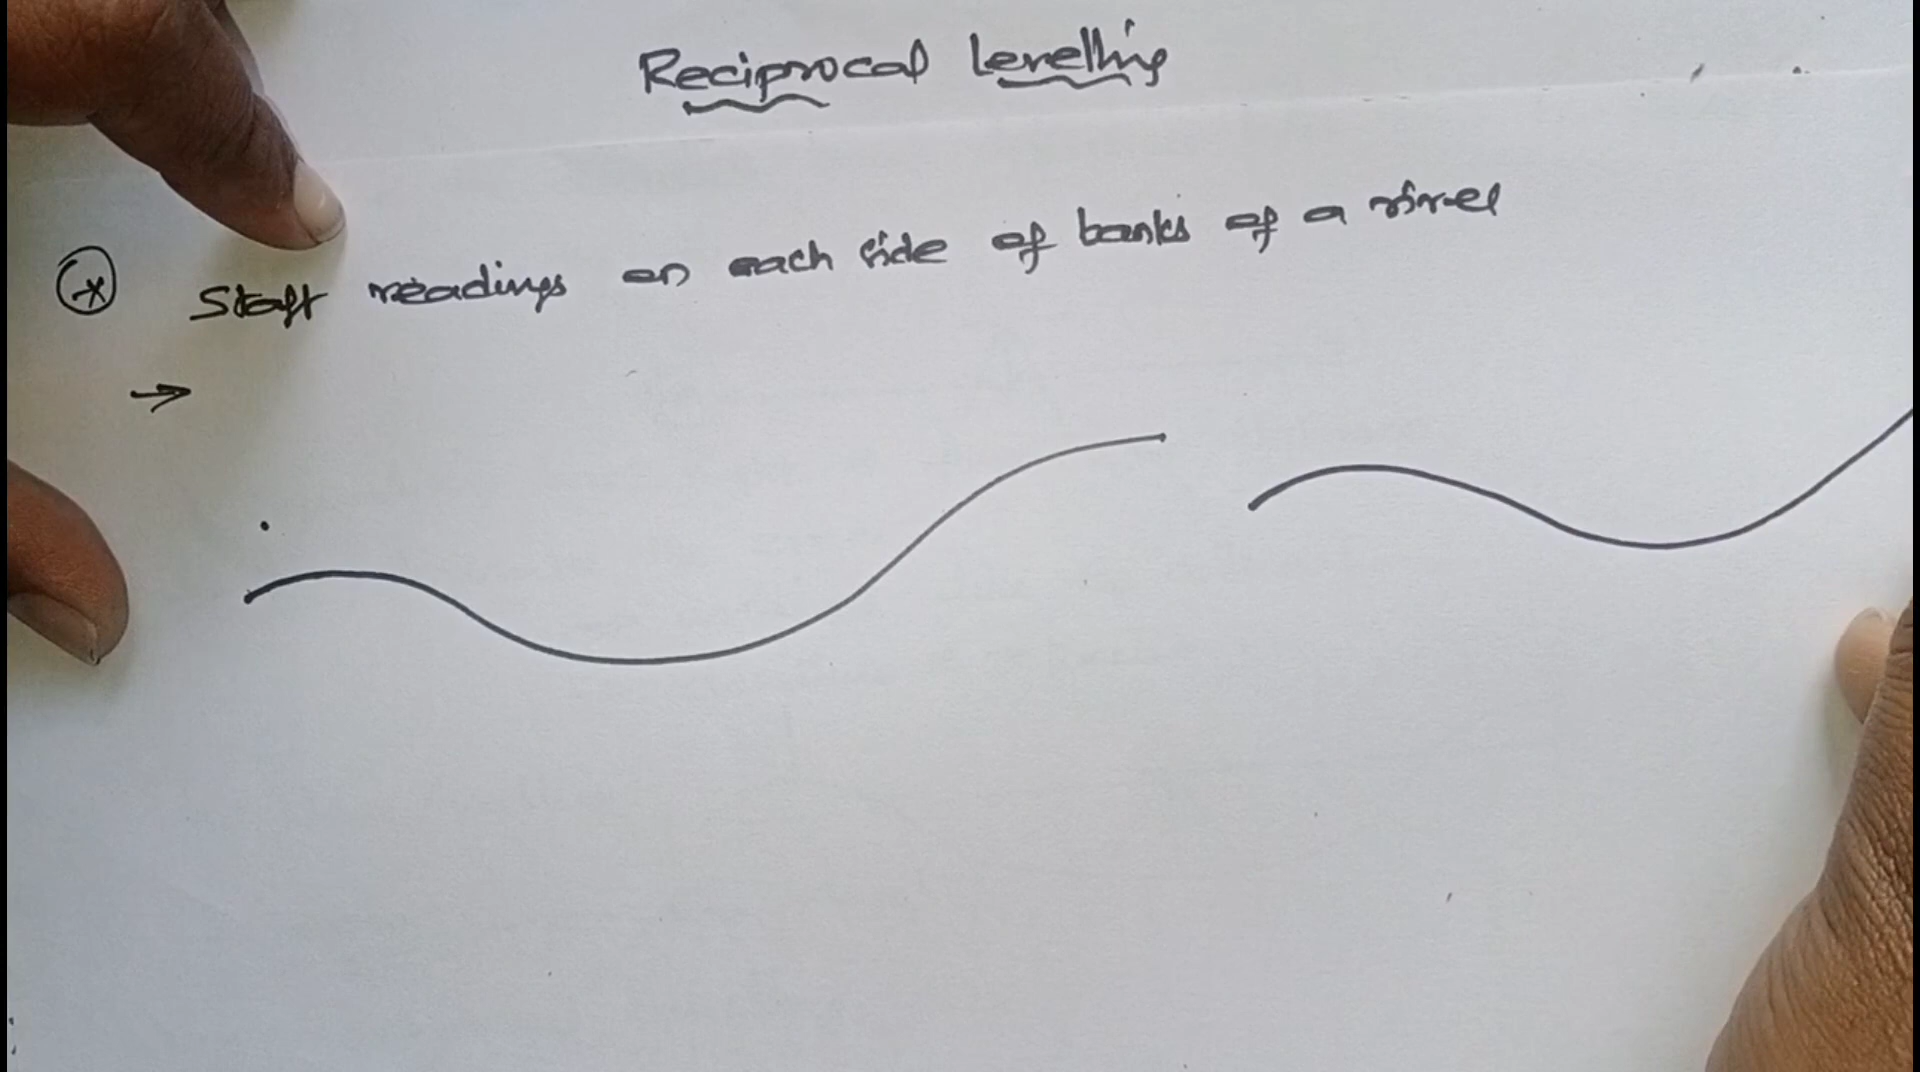 Reciprocal Levelling
Staff readings on each side of banks of a river